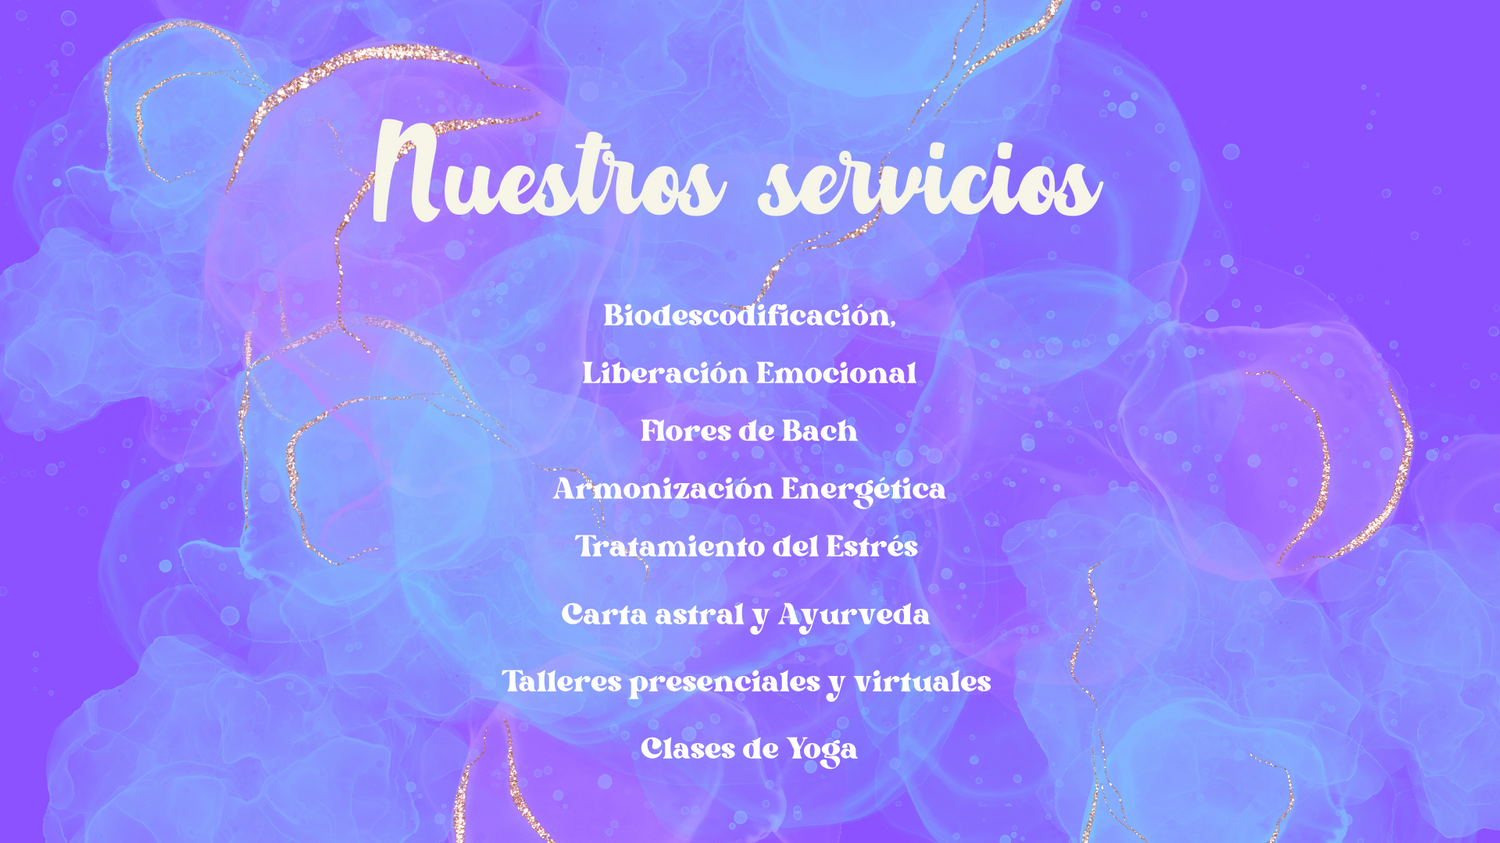 Nuestros servicios
Biodescodificación,
Liberación Emocional
Flores de Bach
Armonización Energética
Tratamiento del Estrés
Carta astral y Ayurveda
Talleres presenciales y virtuales
Clases de Yoga